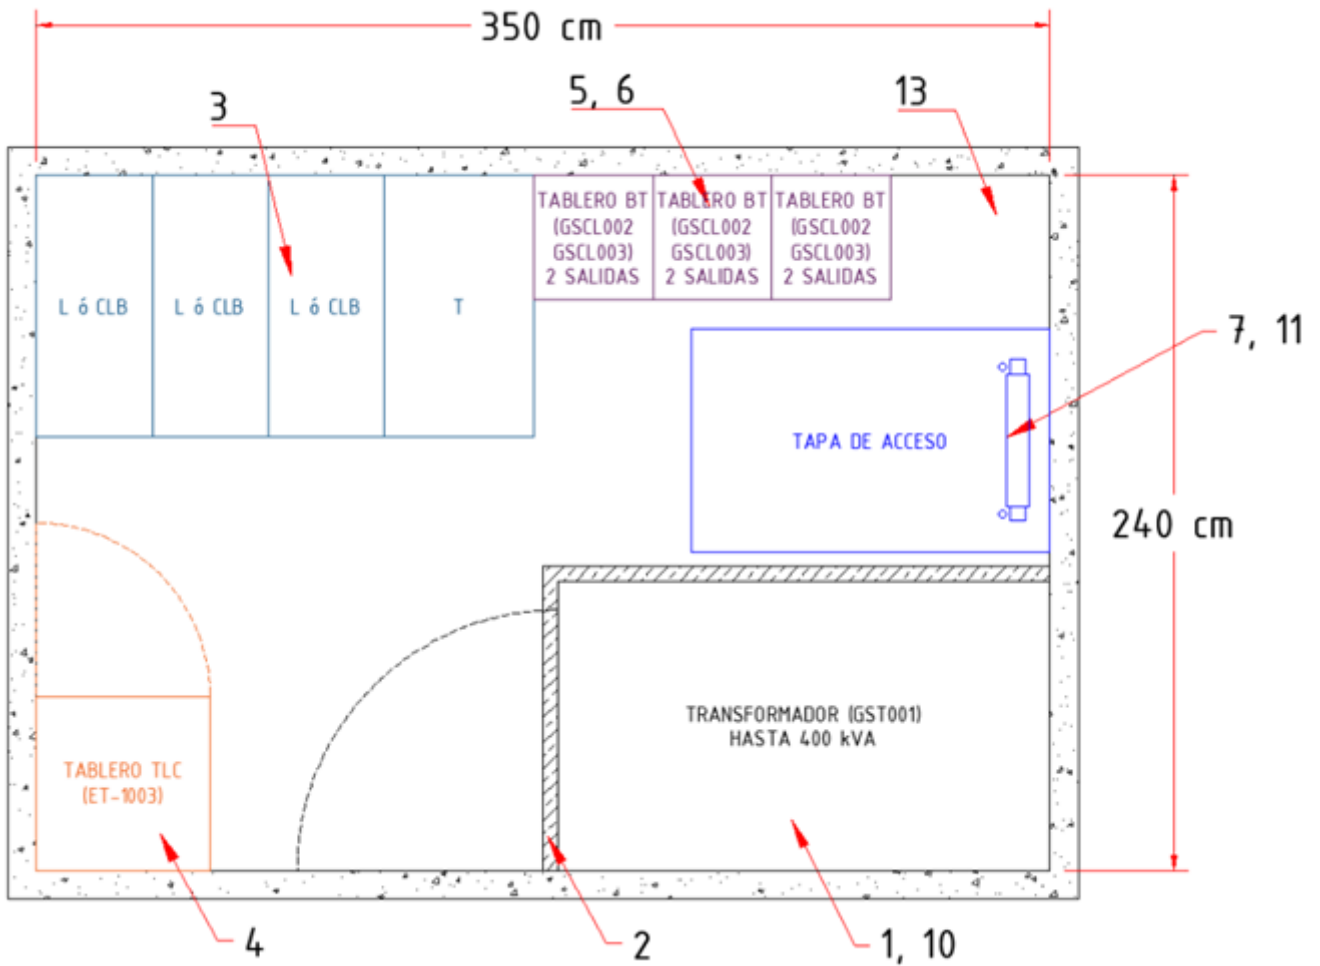 350 cm
3
5, 6
13
TABLERO BT
(GSCL002
GSCL003)
2 SALIDAS
TABLERO BT
(GSCL002
GSCL003)
2 SALIDAS
TABLERO BT
(GSCL002
GSCL003)
2 SALIDAS
L ó CLB
L ó CLB
L ó CLB
T
7, 11
TAPA DE ACCESO
240 cm
TRANSFORMADOR (GST001)
HASTA 400 kVA
TABLERO TLC
(ET-1003)
4
2
1, 10